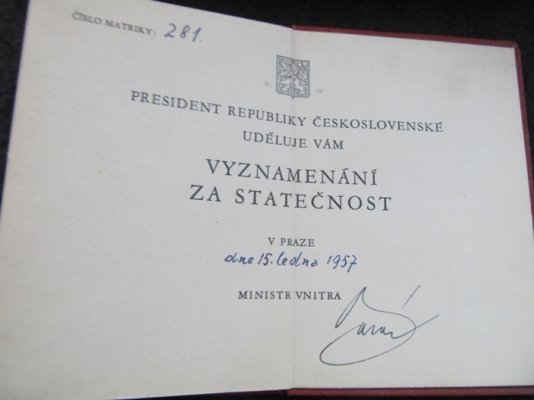 ČÍSLO MATRIKY: 281.
PRESIDENT REPUBLIKY ČESKOSLOVENSKÉ
UDĚLUJE VÁM
VYZNAMENÁNÍ
ZA STATEČNOST
V PRAZE
dne 15. ledna 1957
MINISTR VNITRA